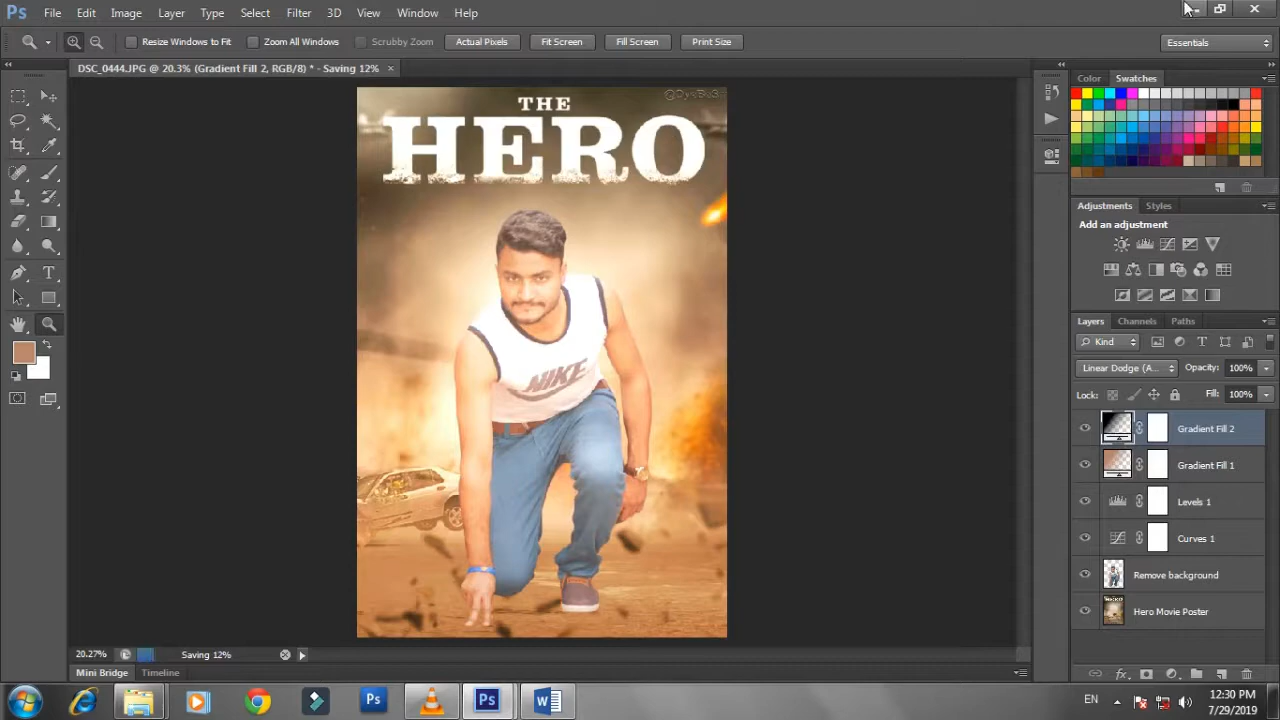 Ps File Edit Image Layer Type Select Filter 3D View Window Help
Resize Windows to Fit Zoom All Windows Scrubby Zoom Actual Pixels Fit Screen Fill Screen Print Size Essentials
DSC_0444.JPG @ 20.3% (Gradient Fill 2, RGB/8) * - Saving 12% ×
Color Swatches
THE
HERO
NIKE
Adjustments Styles
Add an adjustment
Layers Channels Paths
Kind
Linear Dodge (A... Opacity: 100%
Lock: Fill: 100%
Gradient Fill 2
Gradient Fill 1
Levels 1
Curves 1
Remove background
Hero Movie Poster
20.27% Saving 12%
Mini Bridge Timeline
Ps Ps W EN 12:30 PM
7/29/2019